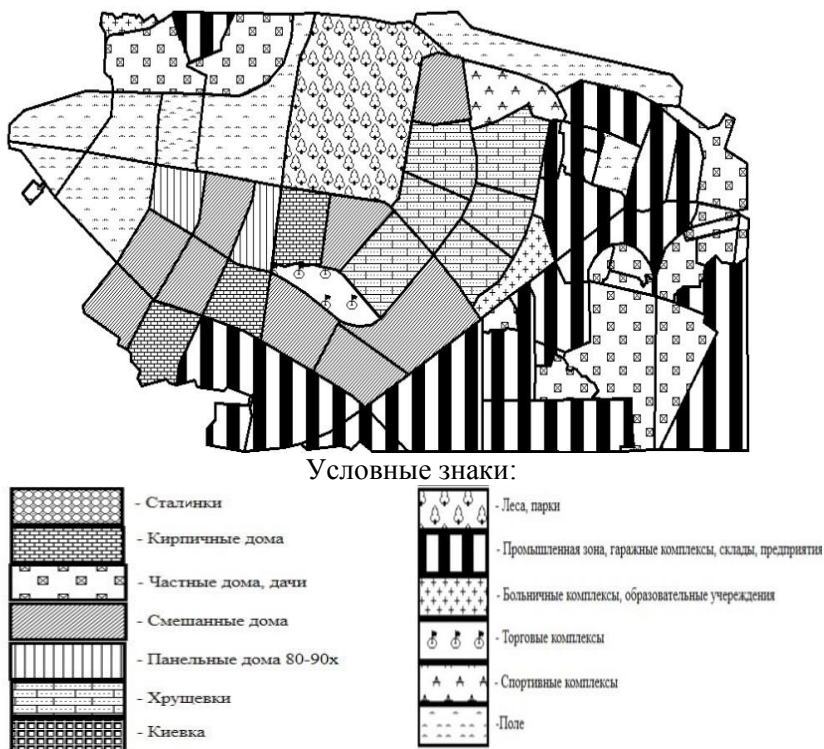 Условные знаки:
- Сталинки
- Кирпичные дома
- Частные дома, дачи
- Смешанные дома
- Панельные дома 80-90х
- Хрущевки
- Киевка
- Леса, парки
- Промышленная зона, гаражные комплексы, склады, предприятия
- Больничные комплексы, образовательные учереждения
- Торговые комплексы
- Спортивные комплексы
- Поле